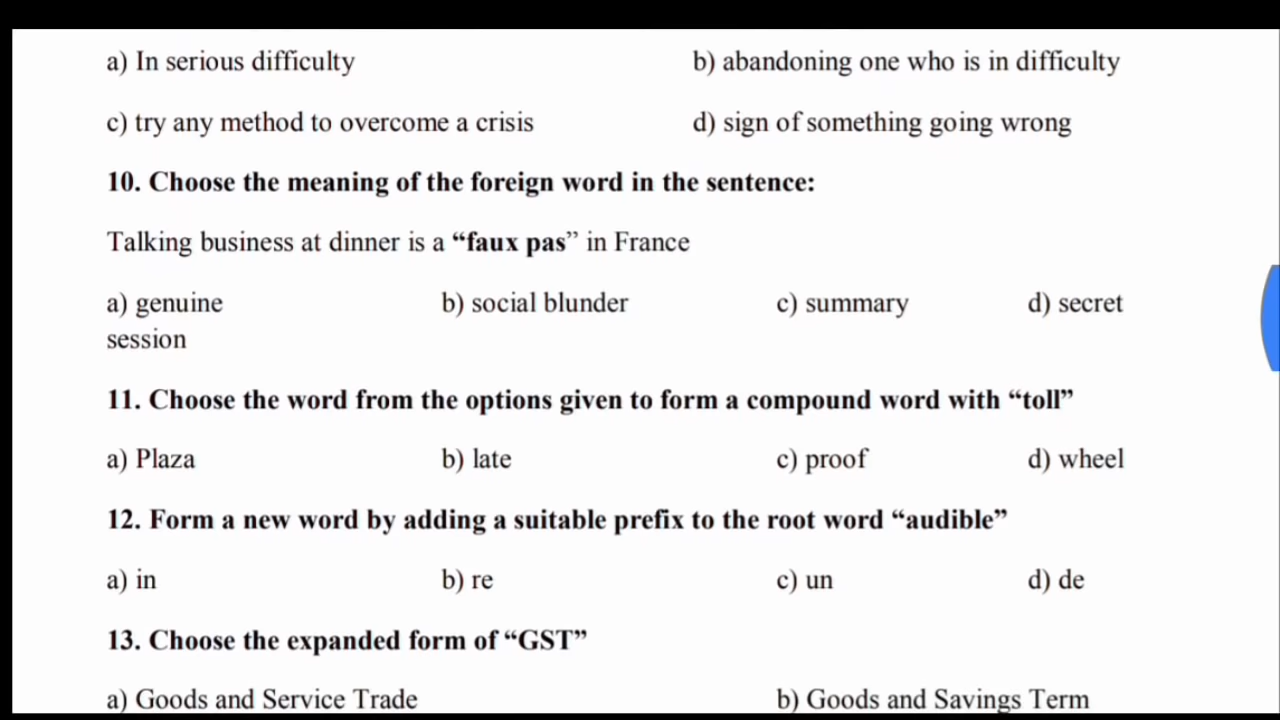 a) In serious difficulty b) abandoning one who is in difficulty
c) try any method to overcome a crisis d) sign of something going wrong
10. Choose the meaning of the foreign word in the sentence:
Talking business at dinner is a “faux pas” in France
a) genuine b) social blunder c) summary d) secret
session
11. Choose the word from the options given to form a compound word with “toll”
a) Plaza b) late c) proof d) wheel
12. Form a new word by adding a suitable prefix to the root word “audible”
a) in b) re c) un d) de
13. Choose the expanded form of “GST”
a) Goods and Service Trade b) Goods and Savings Term